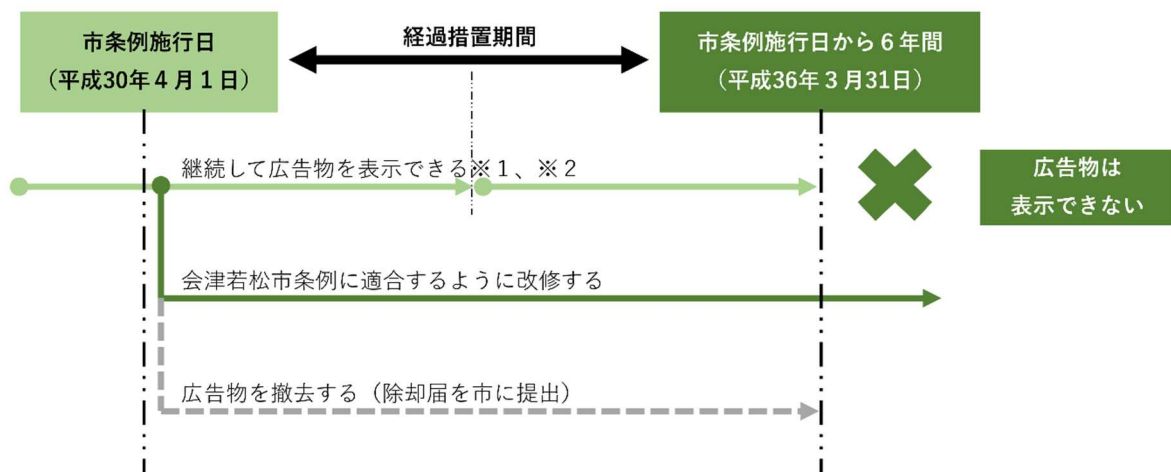 市条例施行日
（平成30年４月１日）
経過措置期間
市条例施行日から６年間
（平成36年３月31日）
継続して広告物を表示できる※１、※２
広告物は
表示できない
会津若松市条例に適合するように改修する
広告物を撤去する（除却届を市に提出）